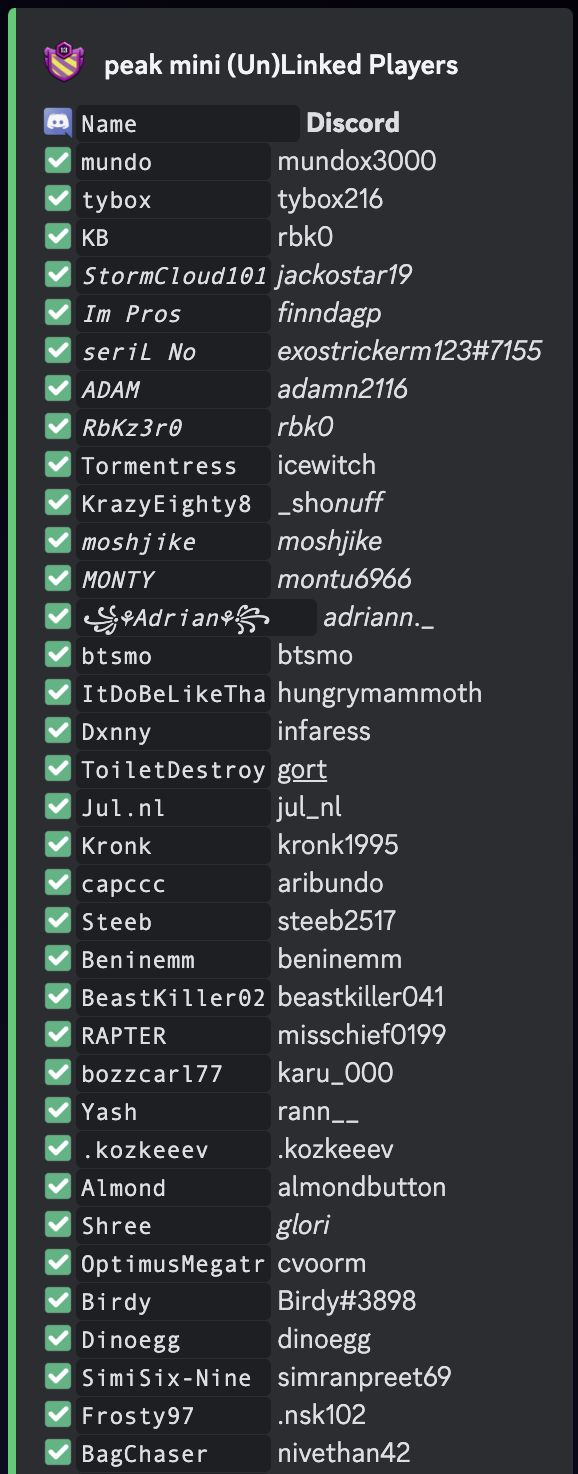 peak mini (Un)Linked Players
Name Discord
mundo mundox3000
tybox tybox216
KB rbk0
StormCloud101 jackostar19
Im Pros finndagp
seriL No exostrickerm123#7155
ADAM adamn2116
RbKz3r0 rbk0
Tormentress icewitch
KrazyEighty8 _shonuff
moshjike moshjike
MONTY montu6966
꧁⚘Adrian⚘꧂ adriann._
btsmo btsmo
ItDoBeLikeTha hungrymammoth
Dxnny infaress
ToiletDestroy gort
Jul.nl jul_nl
Kronk kronk1995
capccc aribundo
Steeb steeb2517
Beninemm beninemm
BeastKiller02 beastkiller041
RAPTER misschief0199
bozzcarl77 karu_000
Yash rann__
.kozkeeev .kozkeeev
Almond almondbutton
Shree glori
OptimusMegatr cvoorm
Birdy Birdy#3898
Dinoegg dinoegg
SimiSix-Nine simranpreet69
Frosty97 .nsk102
BagChaser nivethan42